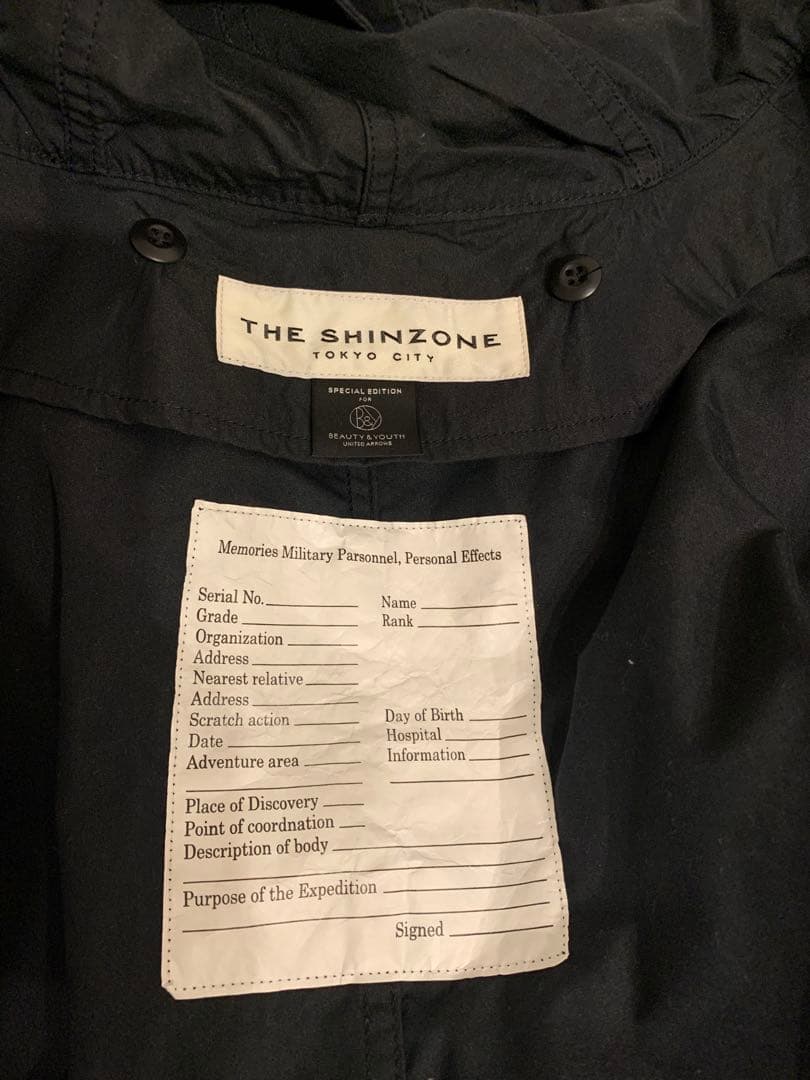 THE SHINZONE
TOKYO CITY
SPECIAL EDITION
FOR
B&Y
BEAUTY & YOUTH
UNITED ARROWS
Memories Military Parsonnel, Personal Effects
Serial No.
Name
Grade
Rank
Organization
Address
Nearest relative
Address
Scratch action
Day of Birth
Date
Hospital
Adventure area
Information
Place of Discovery
Point of coordnation
Description of body
Purpose of the Expedition
Signed